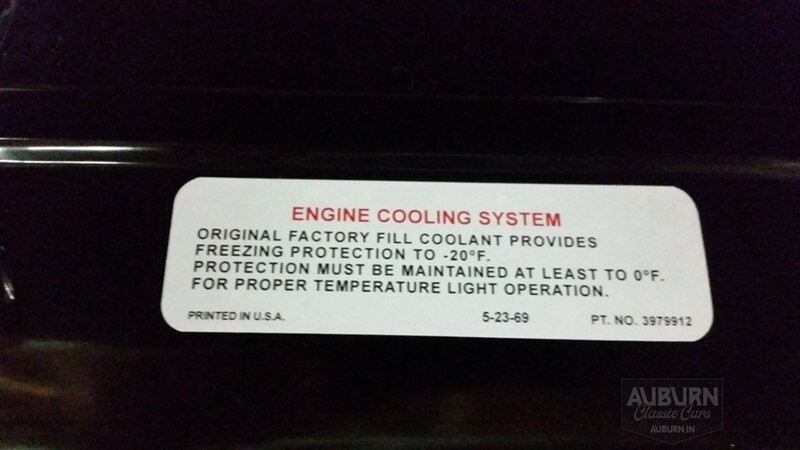 ENGINE COOLING SYSTEM
ORIGINAL FACTORY FILL COOLANT PROVIDES
FREEZING PROTECTION TO -20°F.
PROTECTION MUST BE MAINTAINED AT LEAST TO 0°F.
FOR PROPER TEMPERATURE LIGHT OPERATION.
PRINTED IN U.S.A. 5-23-69 PT. NO. 3979912
AUBURN
Classic Cars
AUBURN.IN